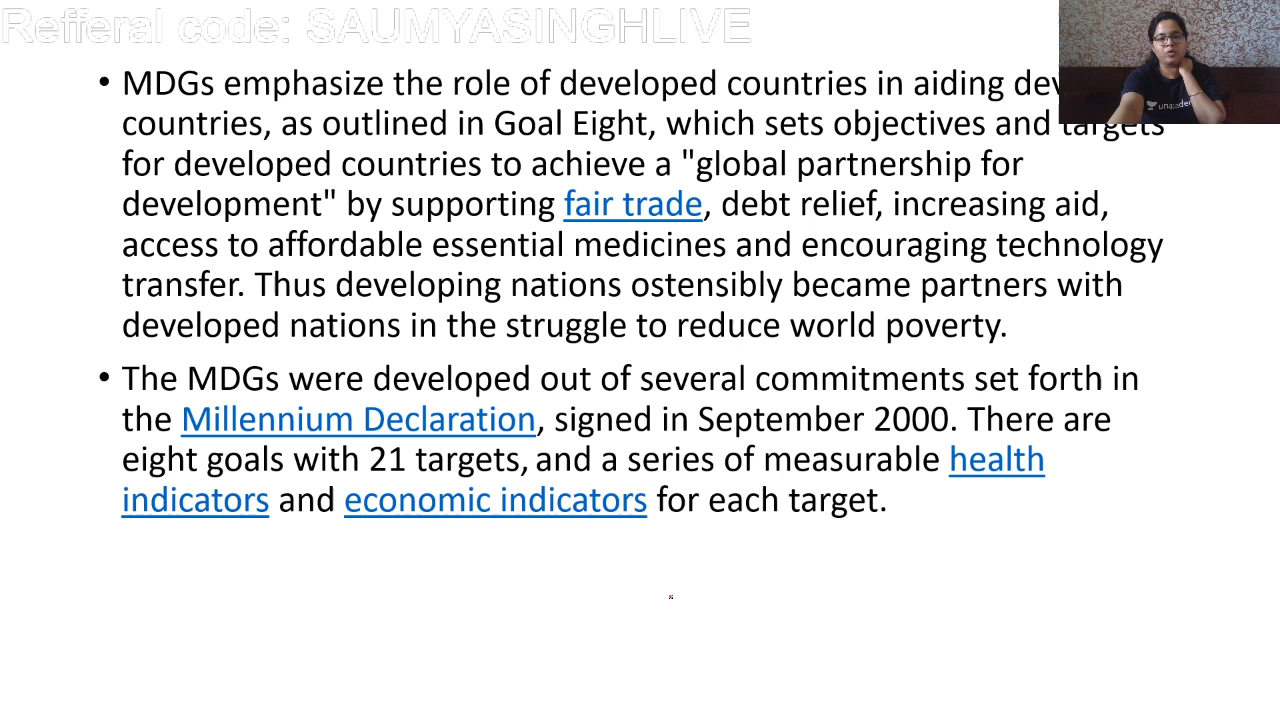 Refferal code: SAUMYASINGHLIVE
• MDGs emphasize the role of developed countries in aiding
countries, as outlined in Goal Eight, which sets objectives and targets
for developed countries to achieve a "global partnership for
development" by supporting fair trade, debt relief, increasing aid,
access to affordable essential medicines and encouraging technology
transfer. Thus developing nations ostensibly became partners with
developed nations in the struggle to reduce world poverty.
• The MDGs were developed out of several commitments set forth in
the Millennium Declaration, signed in September 2000. There are
eight goals with 21 targets, and a series of measurable health
indicators and economic indicators for each target.